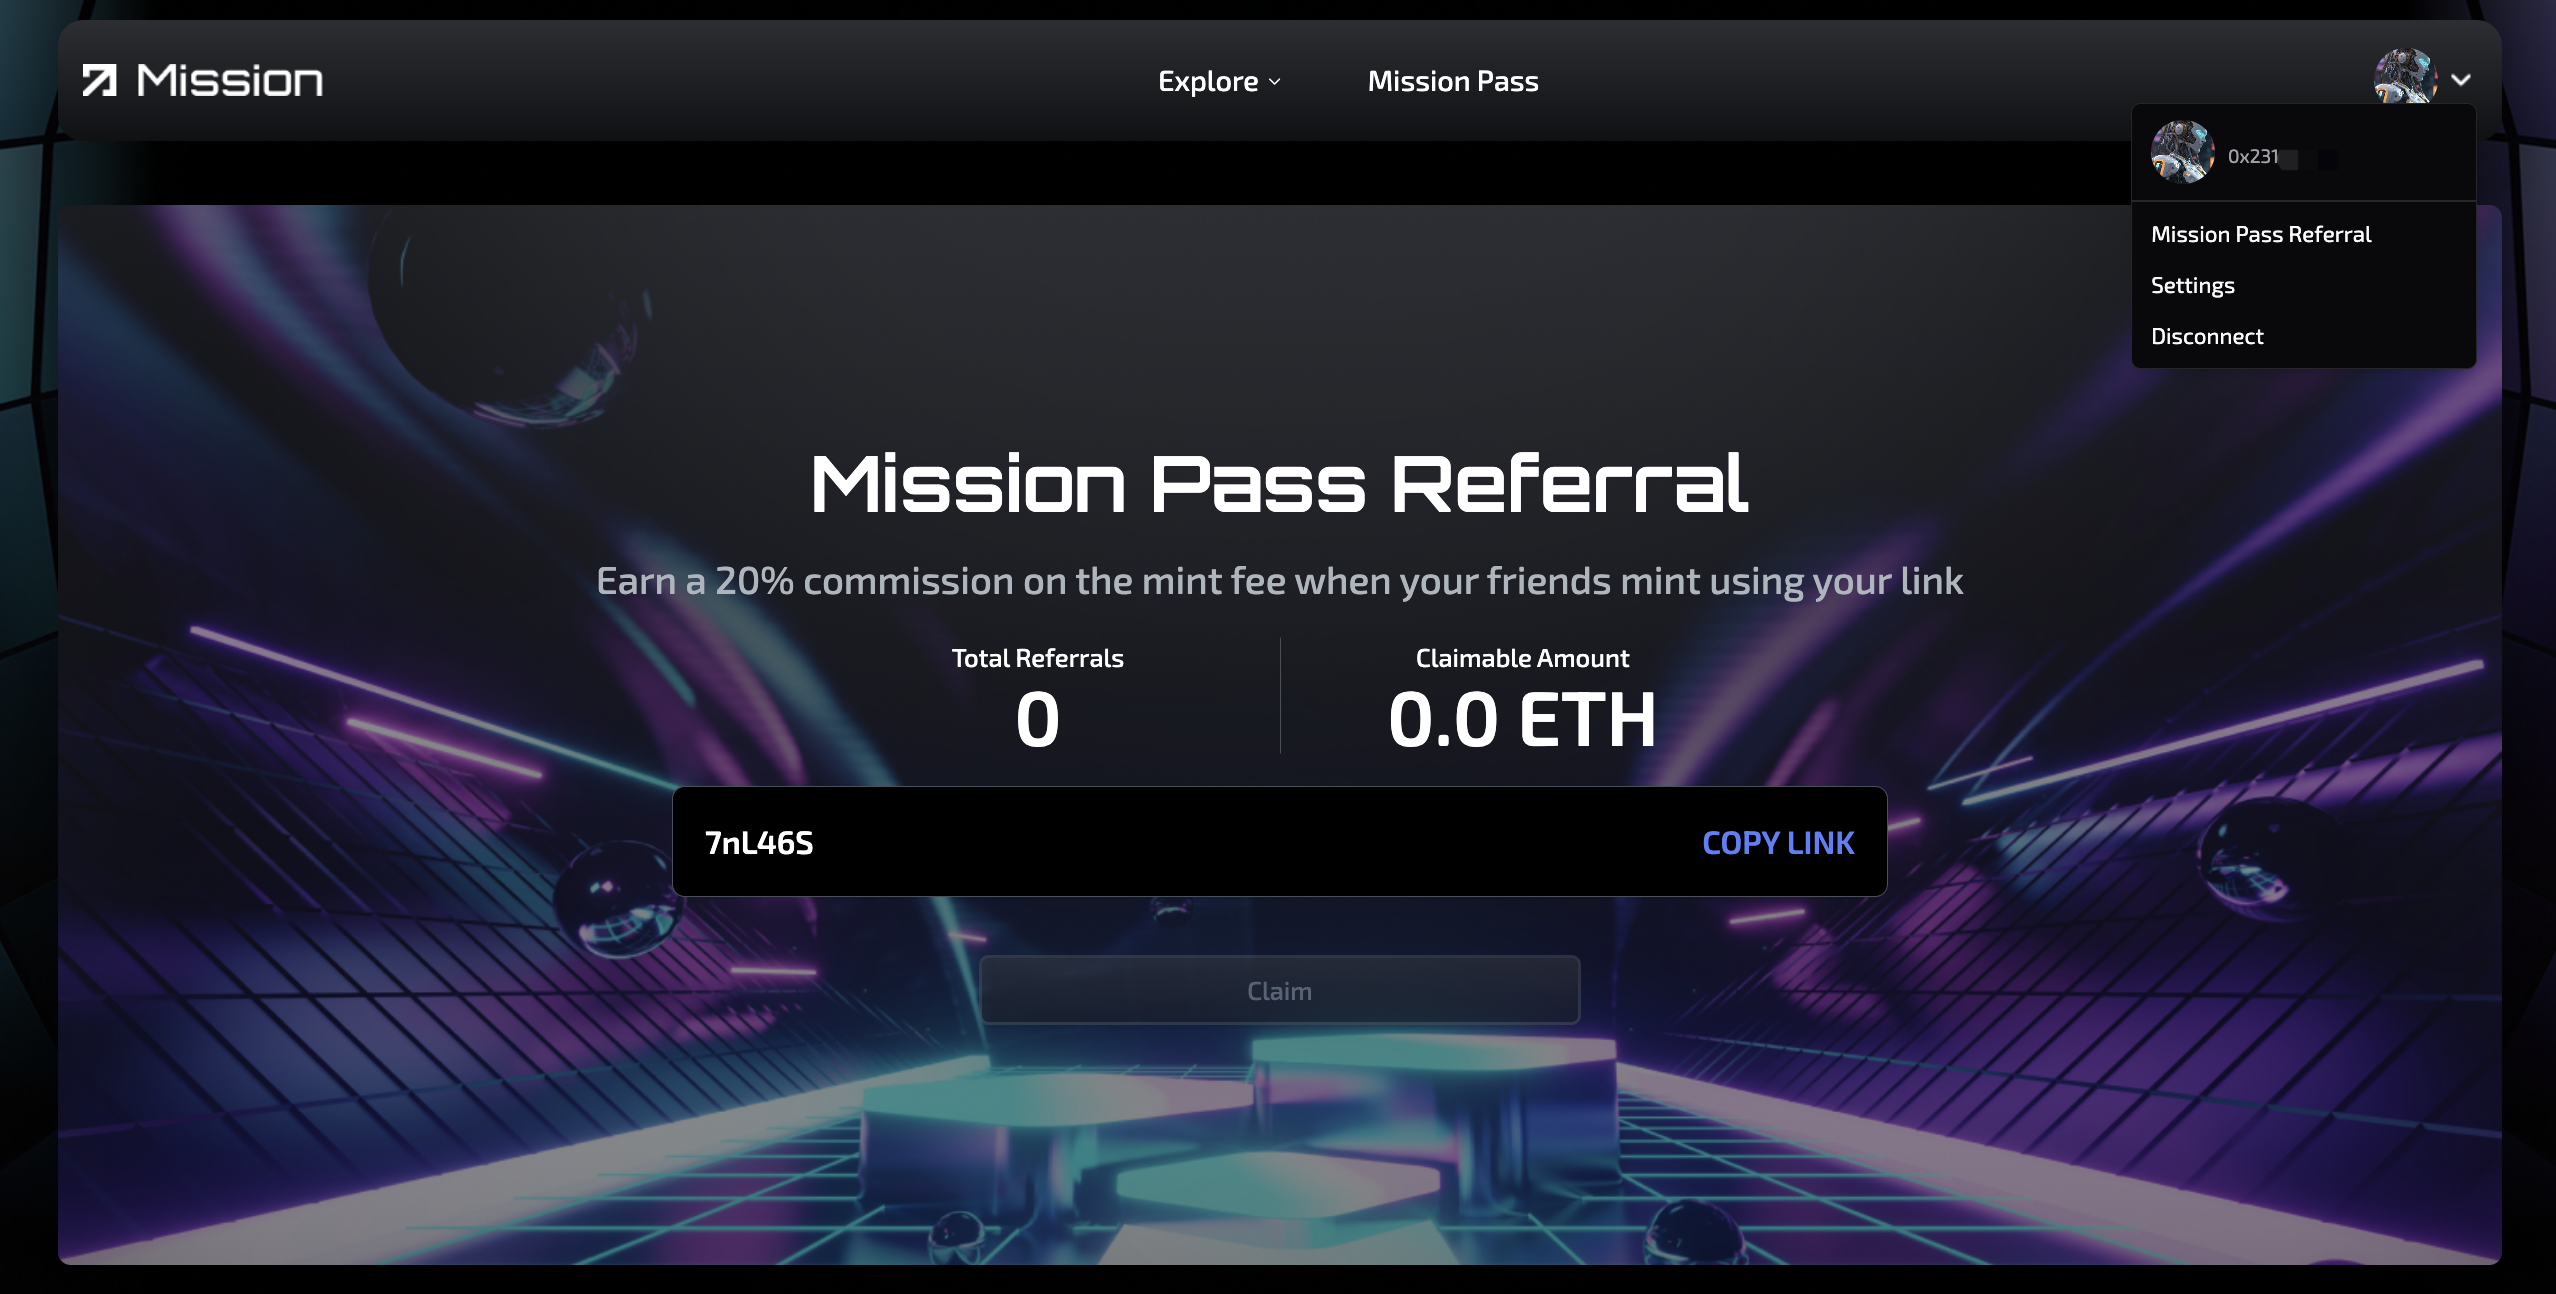 Mission
Explore
Mission Pass
0x231
Mission Pass Referral
Settings
Disconnect
Mission Pass Referral
Earn a 20% commission on the mint fee when your friends mint using your link
Total Referrals
0
Claimable Amount
0.0 ETH
7nL46S
COPY LINK
Claim